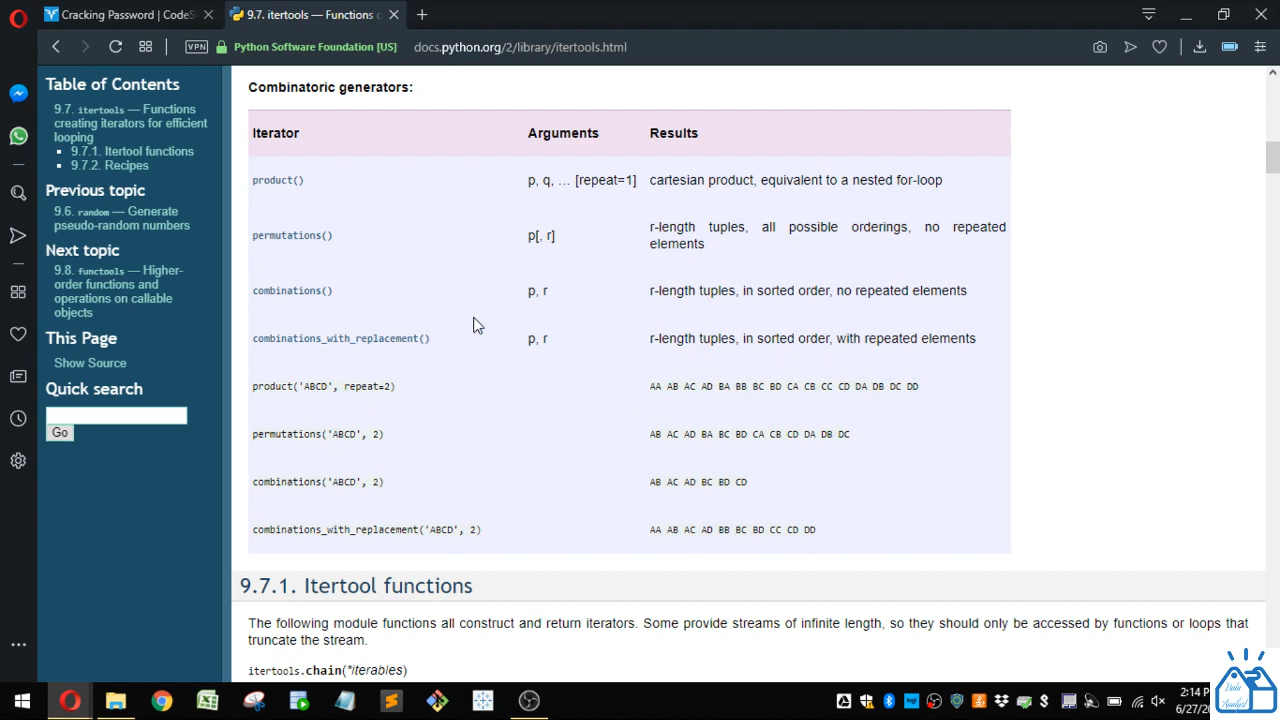 Cracking Password | CodeS
9.7. itertools — Functions c
VPN
Python Software Foundation [US]
docs.python.org/2/library/itertools.html
Table of Contents
9.7. itertools — Functions
creating iterators for efficient
looping
9.7.1. Itertool functions
9.7.2. Recipes
Previous topic
9.6. random — Generate
pseudo-random numbers
Next topic
9.8. functools — Higher-
order functions and
operations on callable
objects
This Page
Show Source
Quick search
Go
Combinatoric generators:
Iterator Arguments Results
product() p, q, … [repeat=1] cartesian product, equivalent to a nested for-loop
permutations() p[, r] r-length tuples, all possible orderings, no repeated
elements
combinations() p, r r-length tuples, in sorted order, no repeated elements
combinations_with_replacement() p, r r-length tuples, in sorted order, with repeated elements
product('ABCD', repeat=2) AA AB AC AD BA BB BC BD CA CB CC CD DA DB DC DD
permutations('ABCD', 2) AB AC AD BA BC BD CA CB CD DA DB DC
combinations('ABCD', 2) AB AC AD BC BD CD
combinations_with_replacement('ABCD', 2) AA AB AC AD BB BC BD CC CD DD
9.7.1. Itertool functions
The following module functions all construct and return iterators. Some provide streams of infinite length, so they should only be accessed by functions or loops that
truncate the stream.
itertools.chain(*iterables)
2:14 P
6/27/20
Data
Analyst